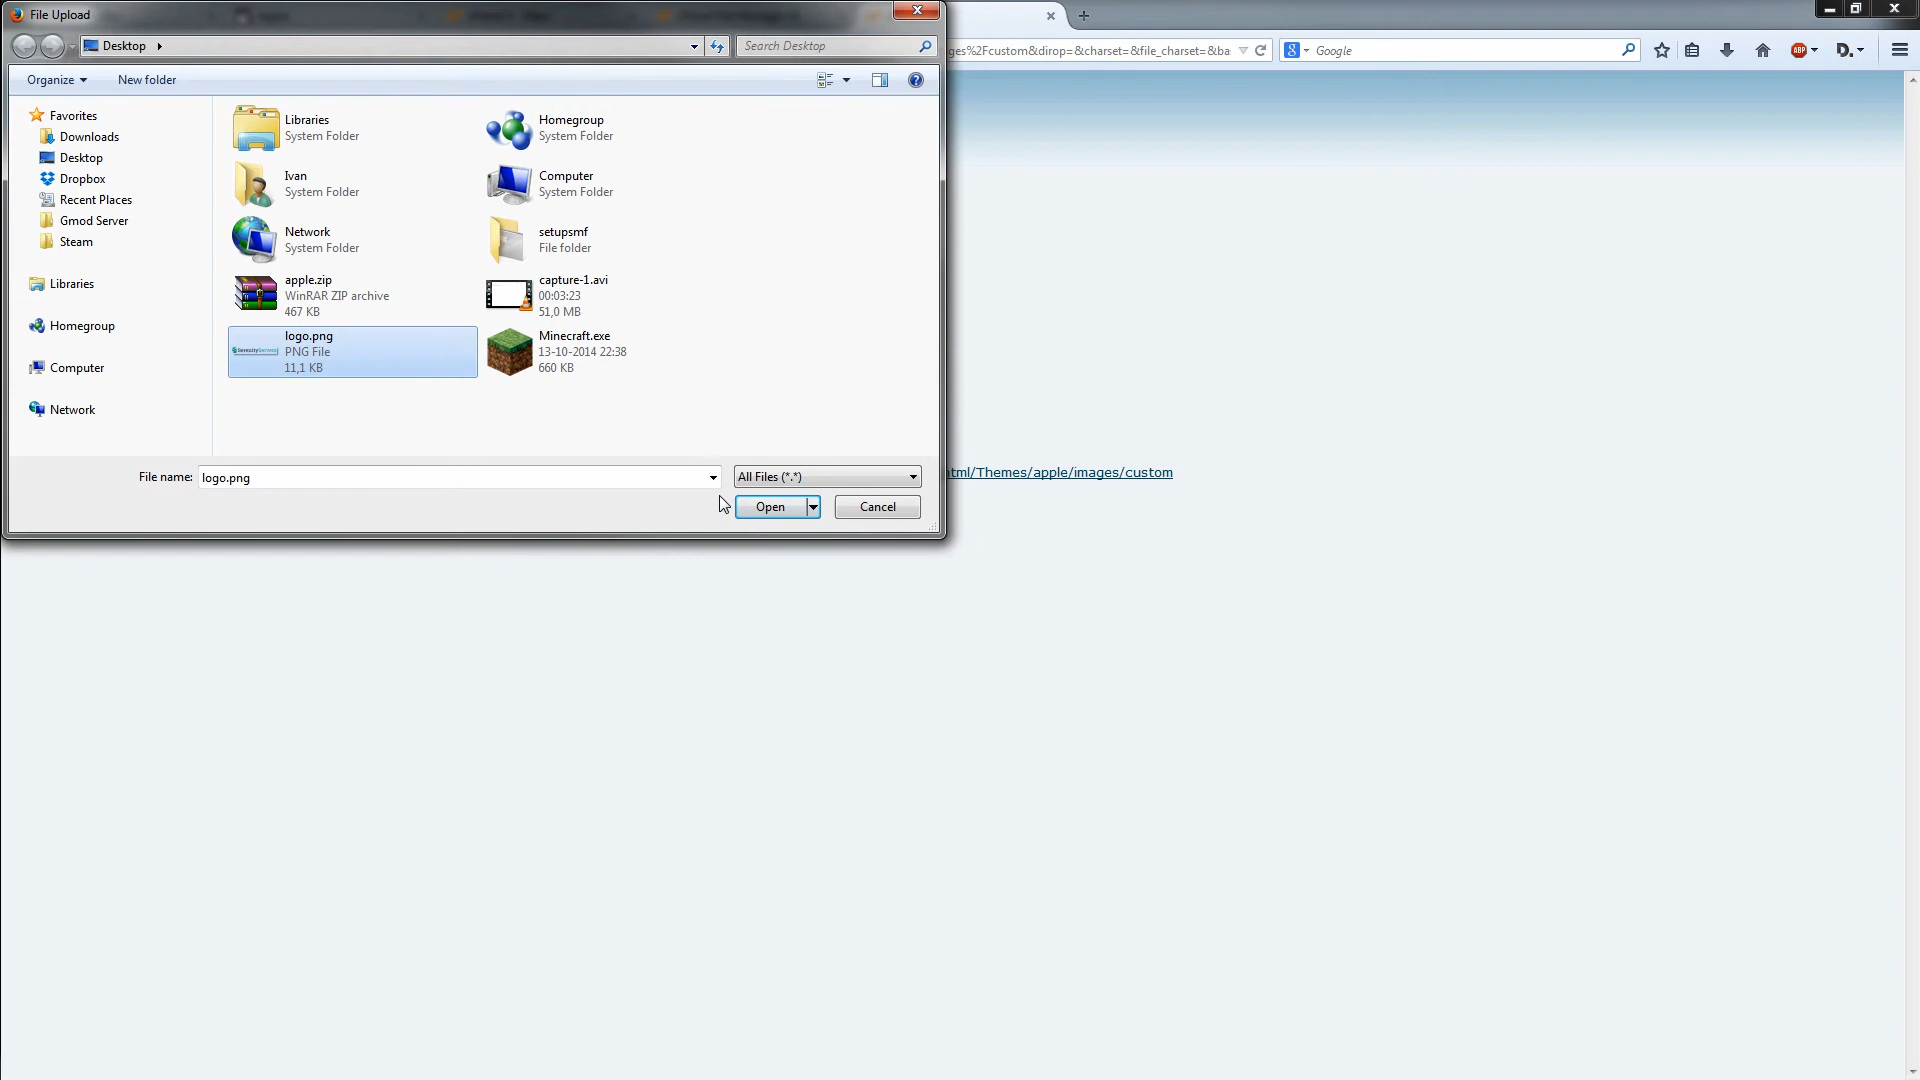 File Upload
Desktop
Search Desktop
ges%2Fcustom&dirop=&charset=&file_charset=&ba
Google
ABP
D.
Organize
New folder
Favorites
Downloads
Desktop
Dropbox
Recent Places
Gmod Server
Steam
Libraries
Homegroup
Computer
Network
Libraries
System Folder
Homegroup
System Folder
Ivan
System Folder
Computer
System Folder
Network
System Folder
setupsmf
File folder
apple.zip
WinRAR ZIP archive
467 KB
capture-1.avi
00:03:23
51,0 MB
SerenityServers
logo.png
PNG File
11,1 KB
Minecraft.exe
13-10-2014 22:38
660 KB
File name:
logo.png
All Files (*.*)
Open
Cancel
tml/Themes/apple/images/custom